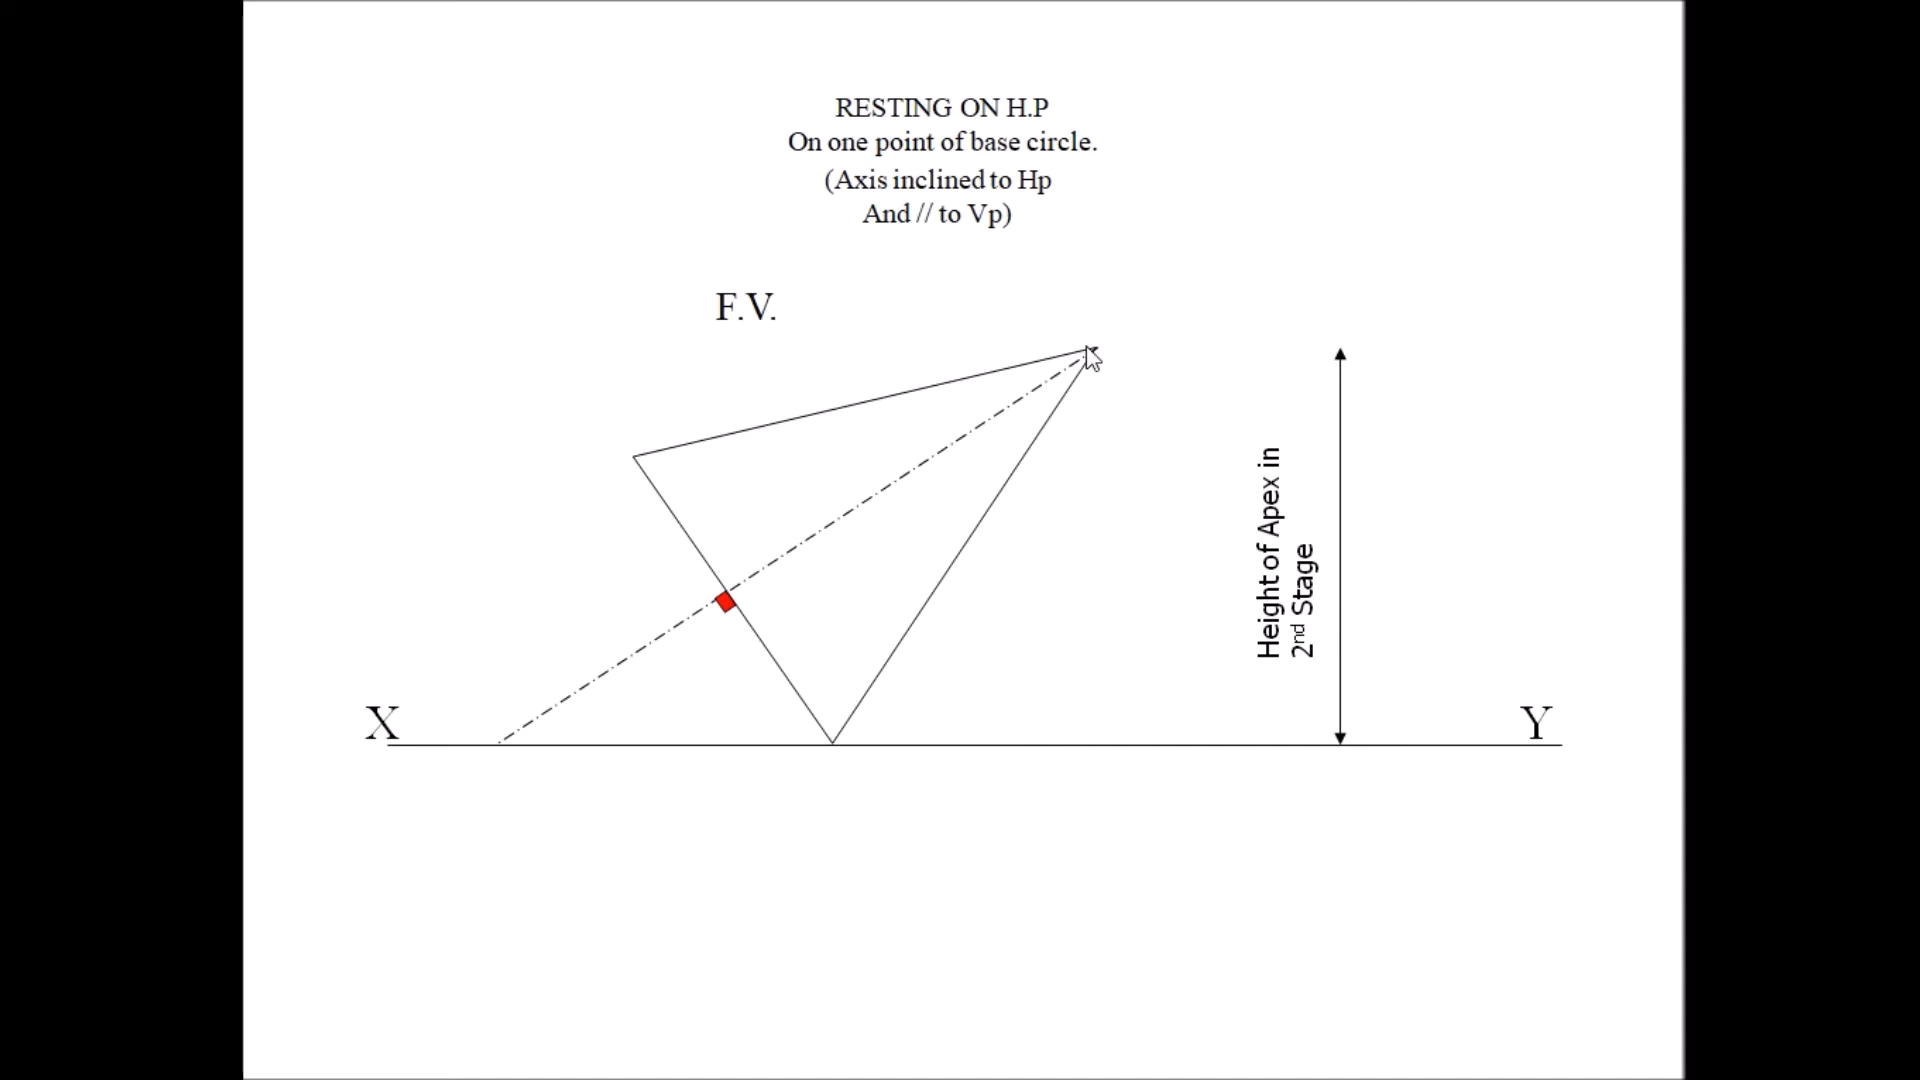 RESTING ON H.P
On one point of base circle.
(Axis inclined to Hp
And // to Vp)
F.V.
Height of Apex in
2nd Stage
X
Y